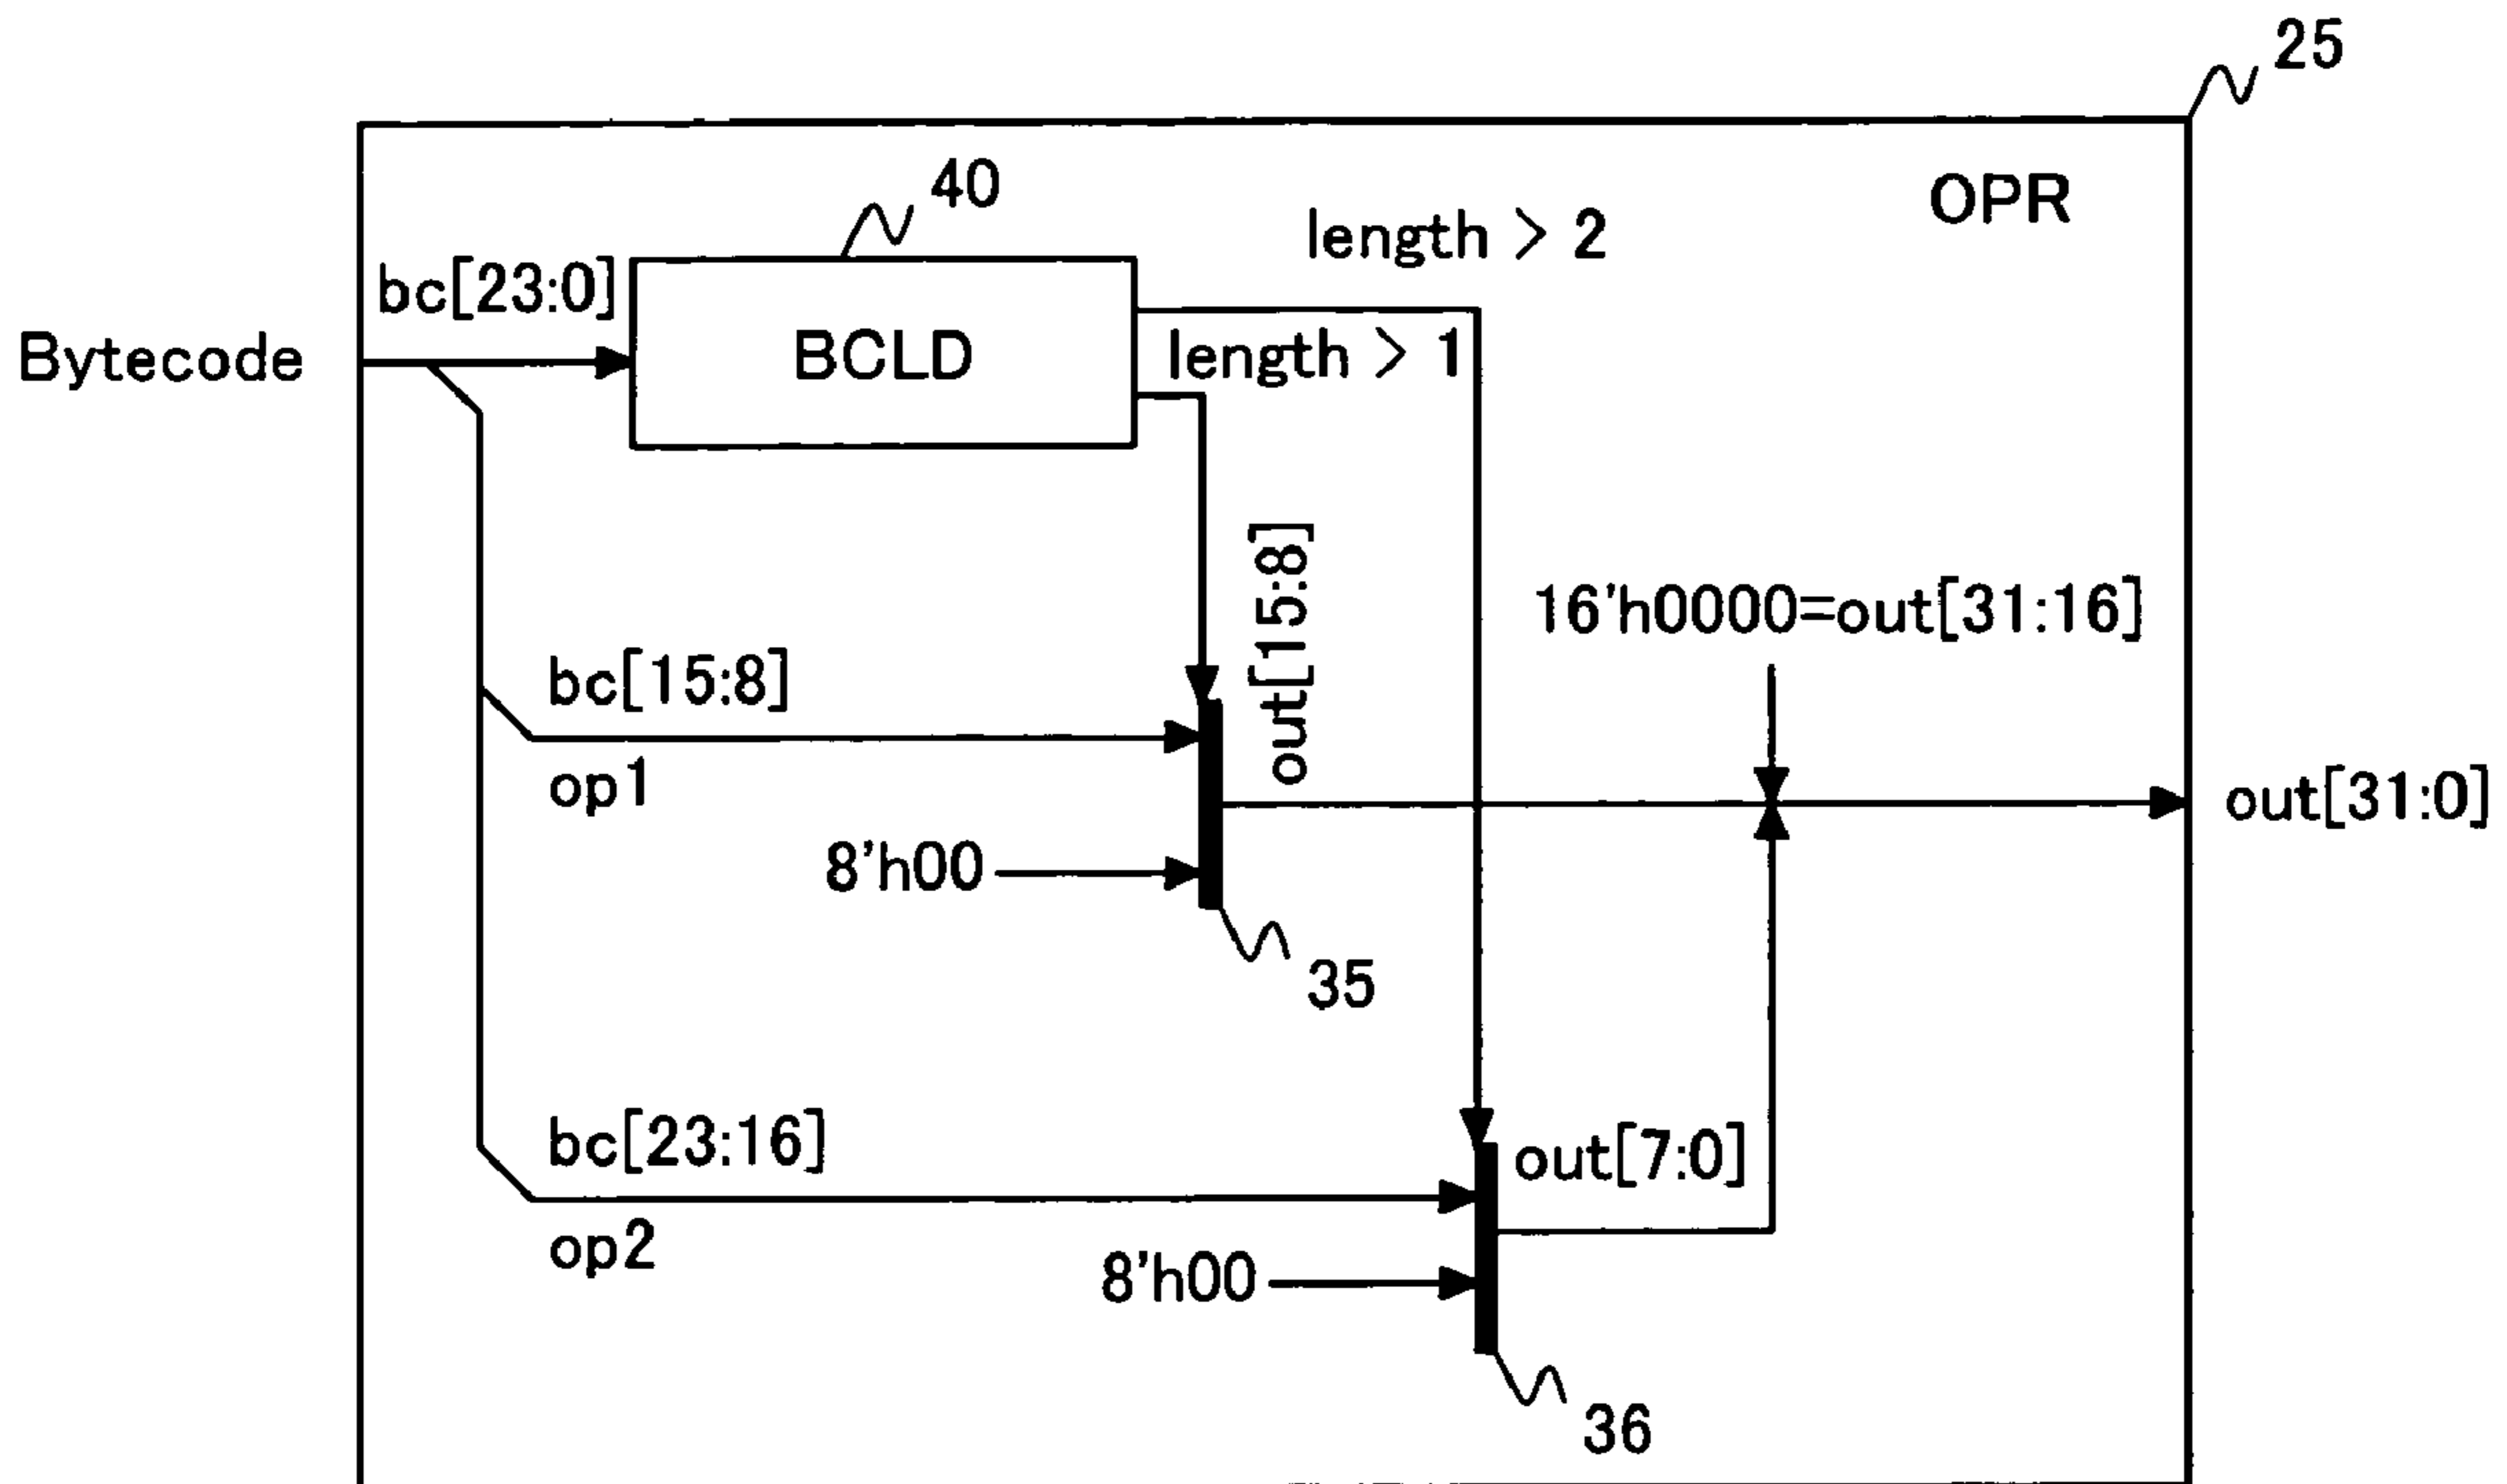 25
40
OPR
length > 2
bc[23:0]
Bytecode
BCLD
length > 1
out[15:8]
16'h0000=out[31:16]
bc[15:8]
op1
out[31:0]
8'h00
35
bc[23:16]
out[7:0]
op2
8'h00
36